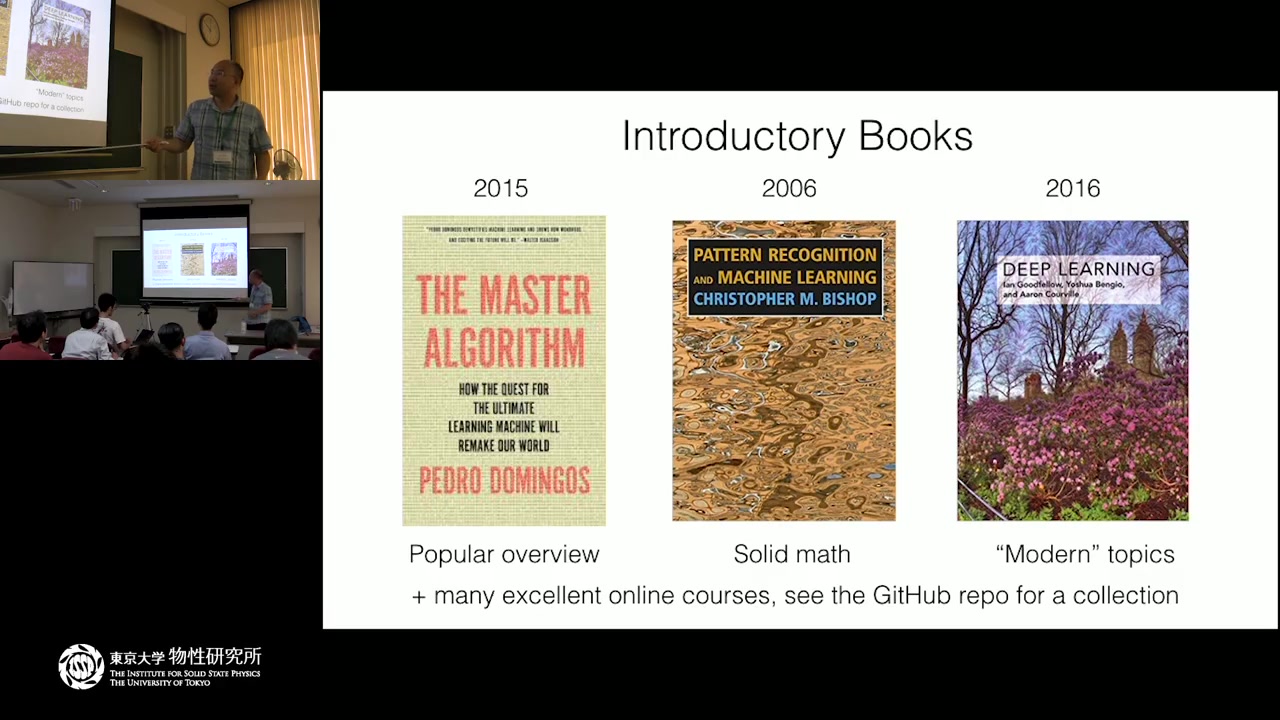 DEEP LEARNING
"Modern" topics
GitHub repo for a collection
Introductory Books
2015
2006
2016
"PEDRO DOMINGOS DEMYSTIFIES MACHINE LEARNING AND SHOWS HOW WONDROUS
AND EXCITING THE FUTURE WILL BE." —WALTER ISAACSON
THE MASTER
ALGORITHM
HOW THE QUEST FOR
THE ULTIMATE
LEARNING MACHINE WILL
REMAKE OUR WORLD
PEDRO DOMINGOS
PATTERN RECOGNITION
AND MACHINE LEARNING
CHRISTOPHER M. BISHOP
DEEP LEARNING
Ian Goodfellow, Yoshua Bengio,
and Aaron Courville
Popular overview
Solid math
“Modern” topics
+ many excellent online courses, see the GitHub repo for a collection
東京大学 物性研究所
THE INSTITUTE FOR SOLID STATE PHYSICS
THE UNIVERSITY OF TOKYO